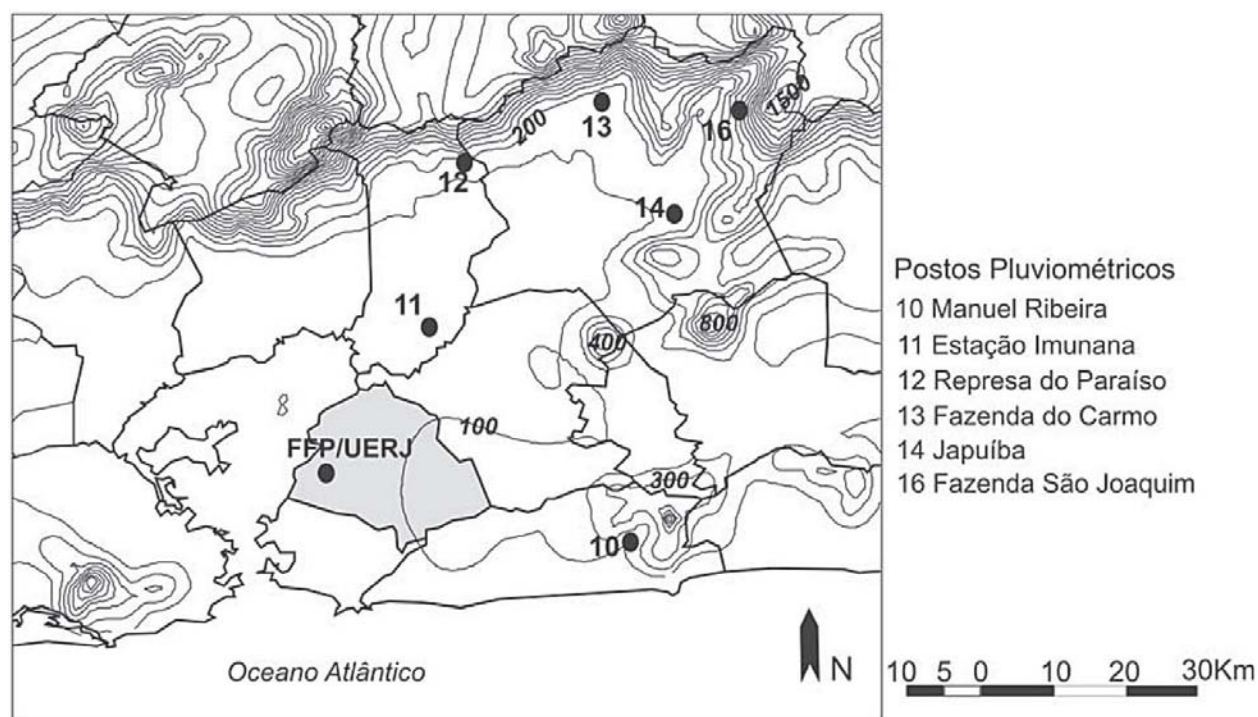 1500
200
13
16
12
14
11
800
400
8
100
FFP/UERJ
300
10
Oceano Atlântico
N
Postos Pluviométricos
10 Manuel Ribeira
11 Estação Imunana
12 Represa do Paraíso
13 Fazenda do Carmo
14 Japuíba
16 Fazenda São Joaquim
10 5 0 10 20 30Km